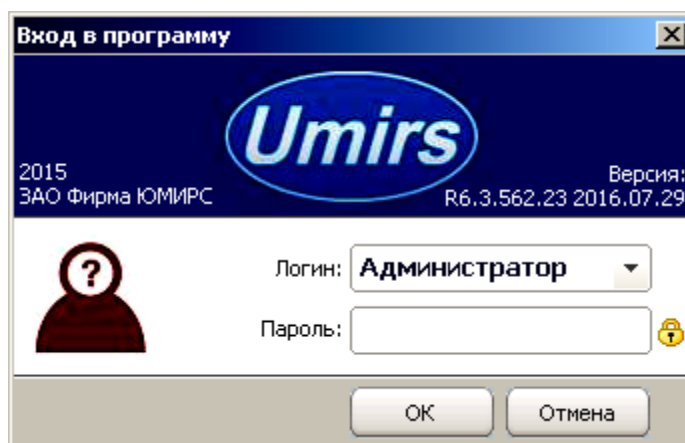 Вход в программу
Umirs
2015
ЗАО Фирма ЮМИРС
Версия:
R6.3.562.23 2016.07.29
?
Логин: Администратор
Пароль:
ОК Отмена